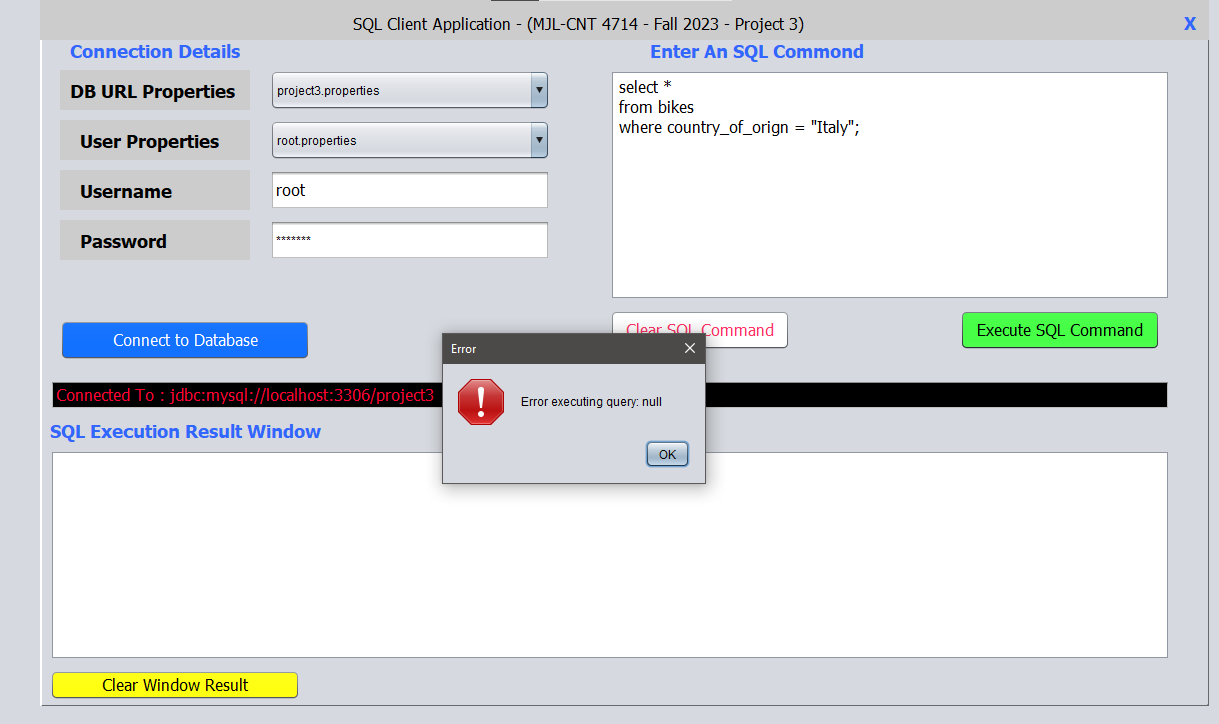 SQL Client Application - (MJL-CNT 4714 - Fall 2023 - Project 3)
X
Connection Details
Enter An SQL Commond
DB URL Properties
project3.properties
User Properties
root.properties
Username
root
Password
*******
select *
from bikes
where country_of_orign = "Italy";
Connect to Database
Clear SQL Command
Execute SQL Command
Error
Error executing query: null
OK
Connected To : jdbc:mysql://localhost:3306/project3
SQL Execution Result Window
Clear Window Result